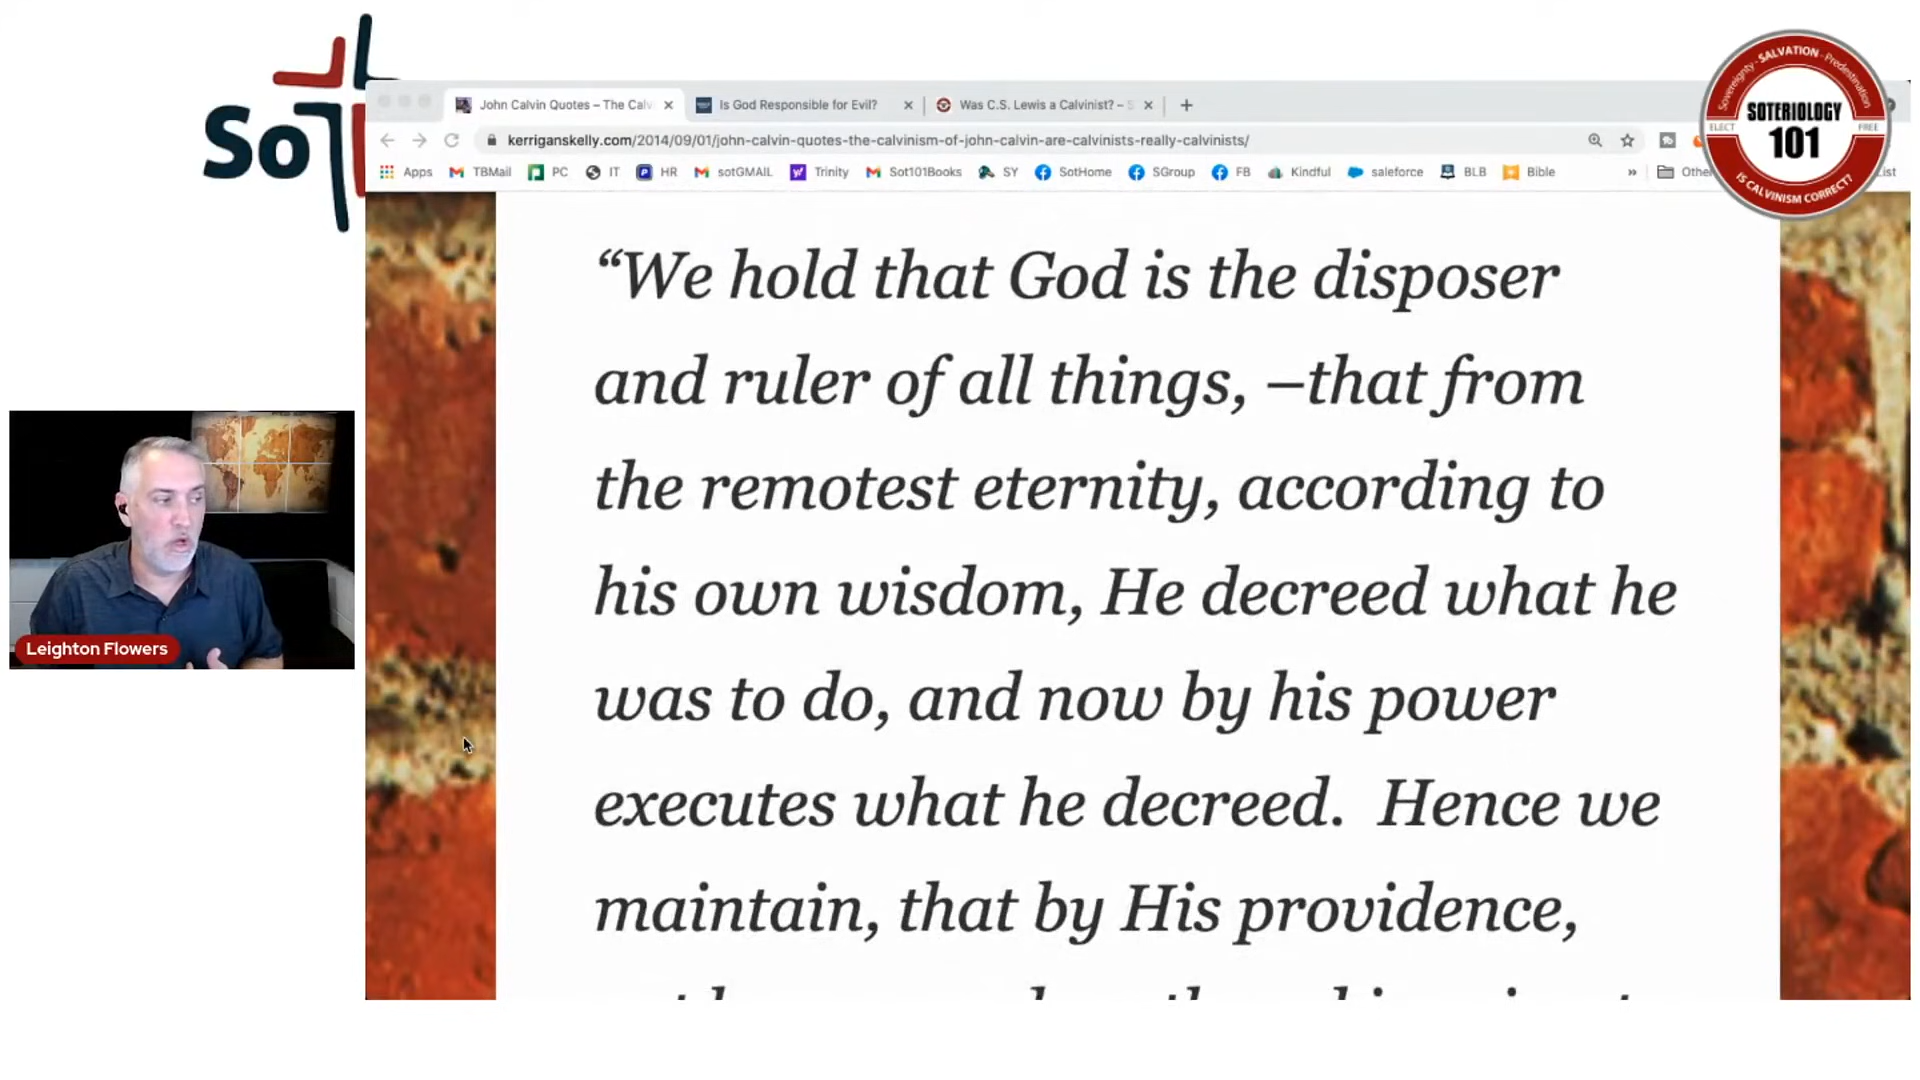 So
John Calvin Quotes – The Calv
Is God Responsible for Evil?
Was C.S. Lewis a Calvinist? – S
kerriganskelly.com/2014/09/01/john-calvin-quotes-the-calvinism-of-john-calvin-are-calvinists-really-calvinists/
Apps TBMail PC IT HR sotGMAIL Trinity Sot101Books SY SotHome SGroup FB Kindful saleforce BLB Bible » Other List
Sovereignty - SALVATION - Predestination
ELECT
SOTERIOLOGY
101
FREE
IS CALVINISM CORRECT?
“We hold that God is the disposer
and ruler of all things, –that from
the remotest eternity, according to
his own wisdom, He decreed what he
was to do, and now by his power
executes what he decreed. Hence we
maintain, that by His providence,
Leighton Flowers